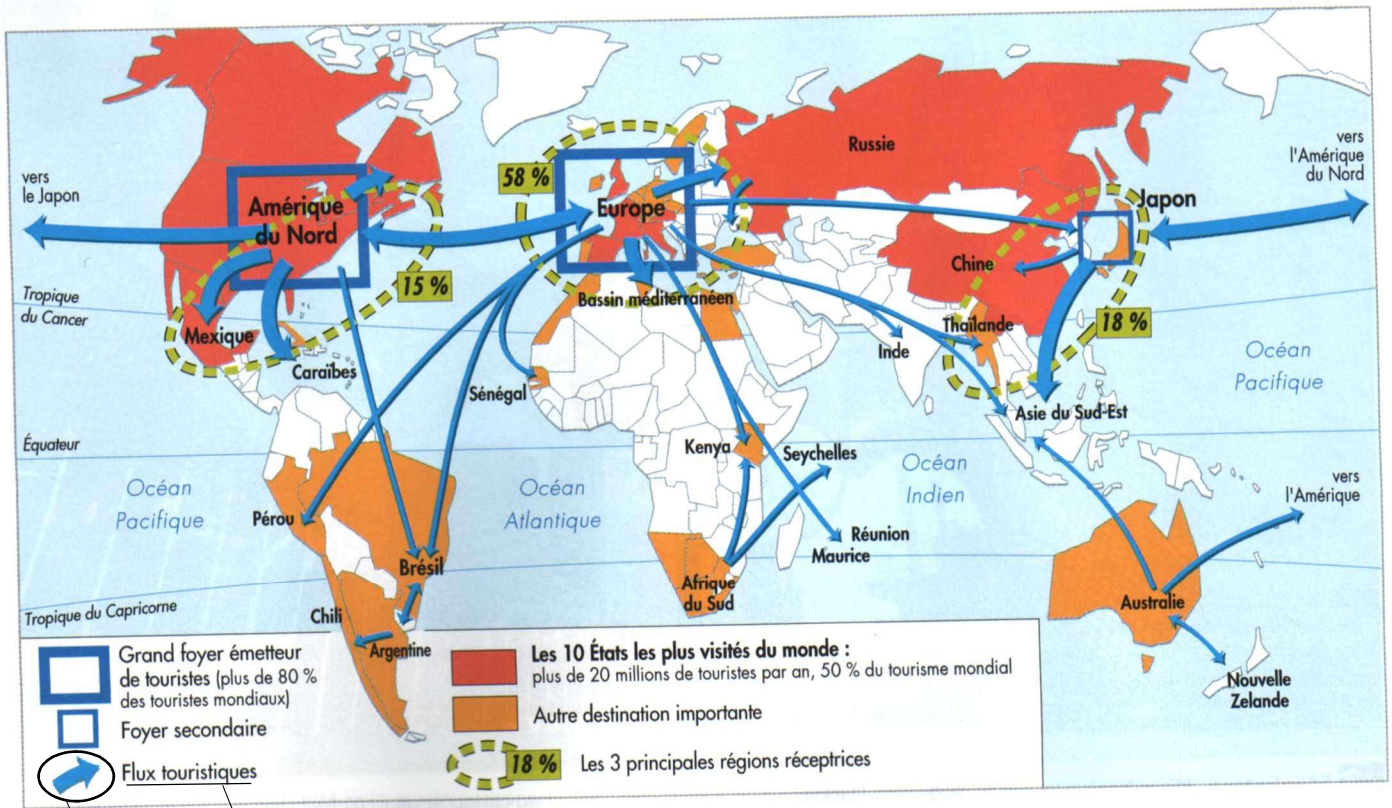 vers
le Japon
Amérique
du Nord
58 %
Europe
Russie
Japon
vers
l'Amérique
du Nord
15 %
Chine
18 %
Tropique
du Cancer
Mexique
Caraïbes
Bassin méditerranéen
Thaïlande
Inde
Océan
Pacifique
Sénégal
Asie du Sud-Est
Équateur
Kenya
Seychelles
Océan
Indien
Océan
Pacifique
Océan
Atlantique
vers
l'Amérique
Pérou
Réunion
Maurice
Brésil
Afrique
du Sud
Australie
Tropique du Capricorne
Chili
Argentine
Nouvelle
Zelande
Grand foyer émetteur
de touristes (plus de 80 %
des touristes mondiaux)
Foyer secondaire
Flux touristiques
Les 10 États les plus visités du monde :
plus de 20 millions de touristes par an, 50 % du tourisme mondial
Autre destination importante
18 %
Les 3 principales régions réceptrices